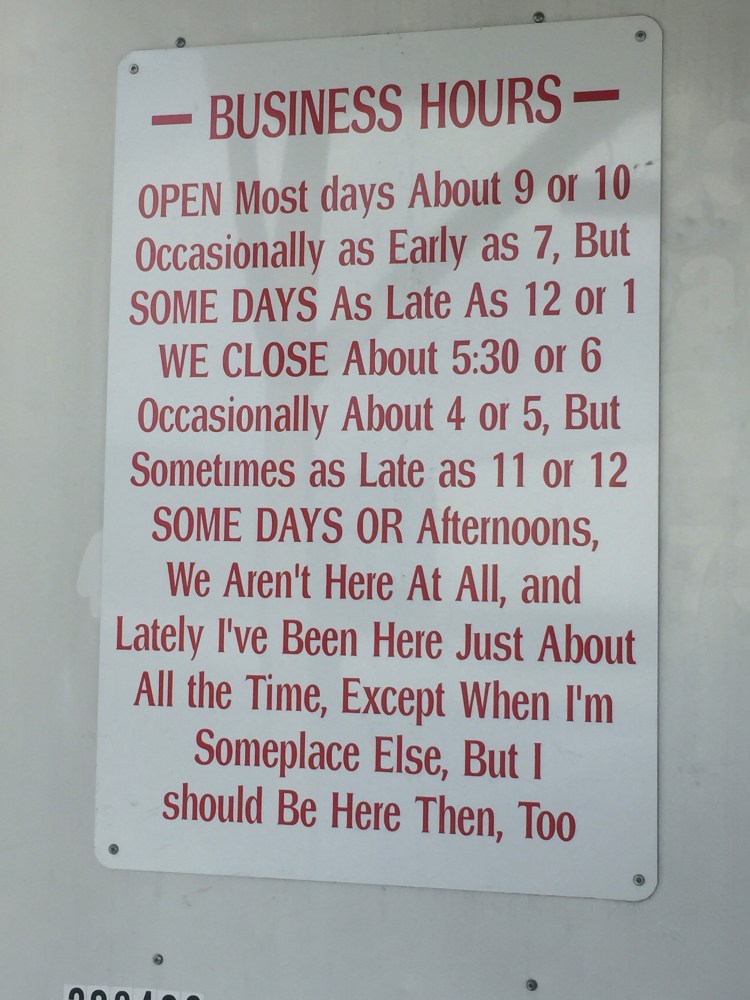 — BUSINESS HOURS —
OPEN Most days About 9 or 10
Occasionally as Early as 7, But
SOME DAYS As Late As 12 or 1
WE CLOSE About 5:30 or 6
Occasionally About 4 or 5, But
Sometimes as Late as 11 or 12
SOME DAYS OR Afternoons,
We Aren't Here At All, and
Lately I've Been Here Just About
All the Time, Except When I'm
Someplace Else, But I
should Be Here Then, Too